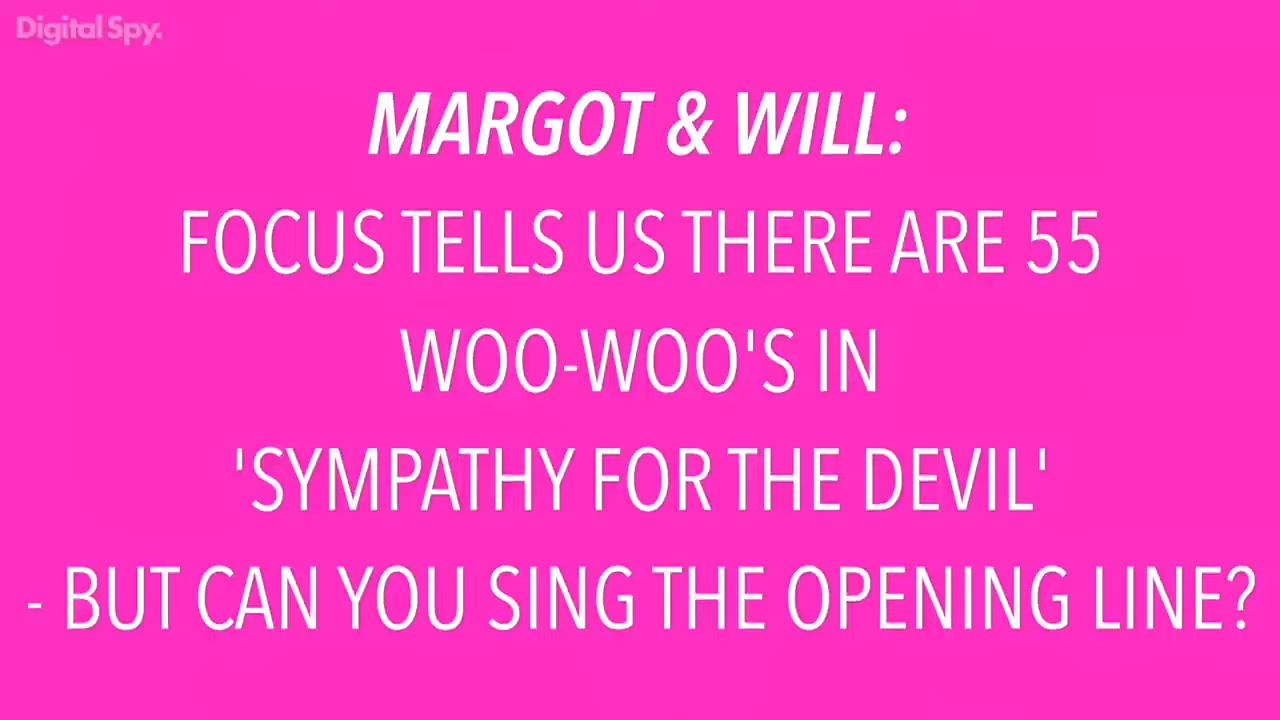 Digital Spy.
MARGOT & WILL:
FOCUS TELLS US THERE ARE 55
WOO-WOO'S IN
'SYMPATHY FOR THE DEVIL'
- BUT CAN YOU SING THE OPENING LINE?